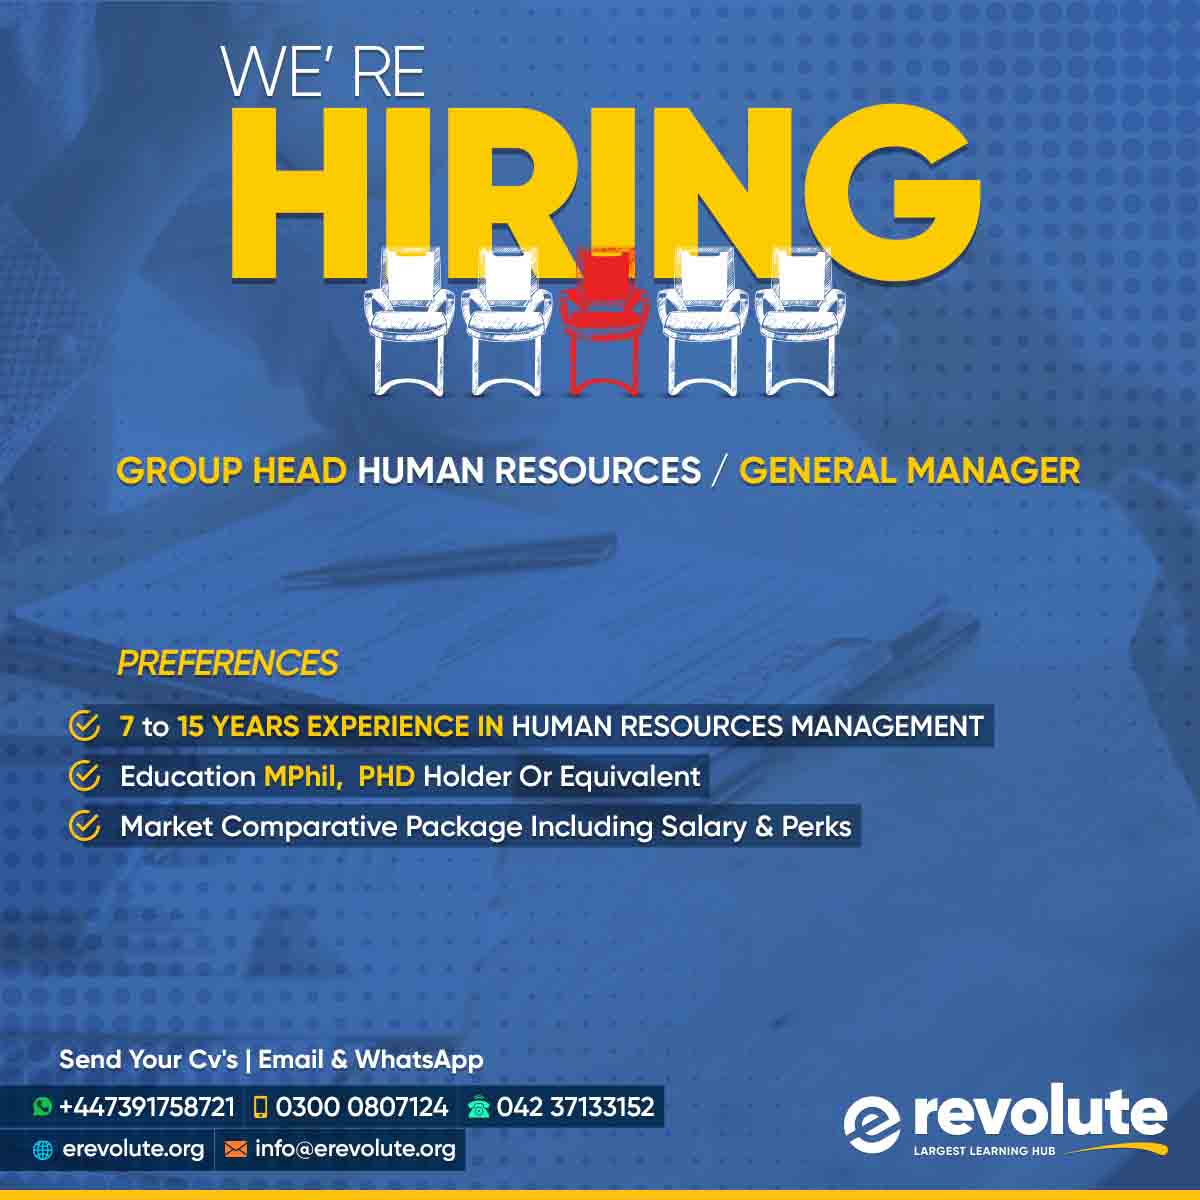 WE' RE
HIRING
GROUP HEAD HUMAN RESOURCES / GENERAL MANAGER
PREFERENCES
7 to 15 YEARS EXPERIENCE IN HUMAN RESOURCES MANAGEMENT
Education MPhil, PHD Holder Or Equivalent
Market Comparative Package Including Salary & Perks
Send Your Cv's | Email & WhatsApp
+447391758721 0300 0807124 042 37133152
erevolute.org info@erevolute.org
e revolute
LARGEST LEARNING HUB